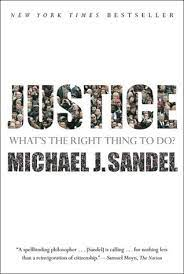 NEW YORK TIMES BESTSELLER
JUSTICE
WHAT'S THE RIGHT THING TO DO?
MICHAEL J. SANDEL
"A spellbinding philosopher . . . [Sandel] is calling . . . for nothing less
than a reinvigoration of citizenship." —Samuel Moyn, The Nation